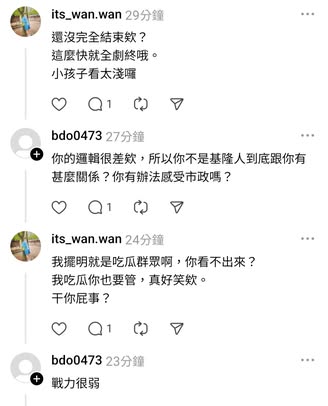 its_wan.wan 29分鐘
還沒完全結束欸？
這麼快就全劇終哦。
小孩子看太淺囉
1
bdo0473 27分鐘
你的邏輯很差欸，所以你不是基隆人到底跟你有
甚麼關係？你有辦法感受市政嗎？
1
its_wan.wan 24分鐘
我擺明就是吃瓜群眾啊，你看不出來？
我吃瓜你也要管，真好笑欸。
干你屁事？
1
bdo0473 23分鐘
戰力很弱